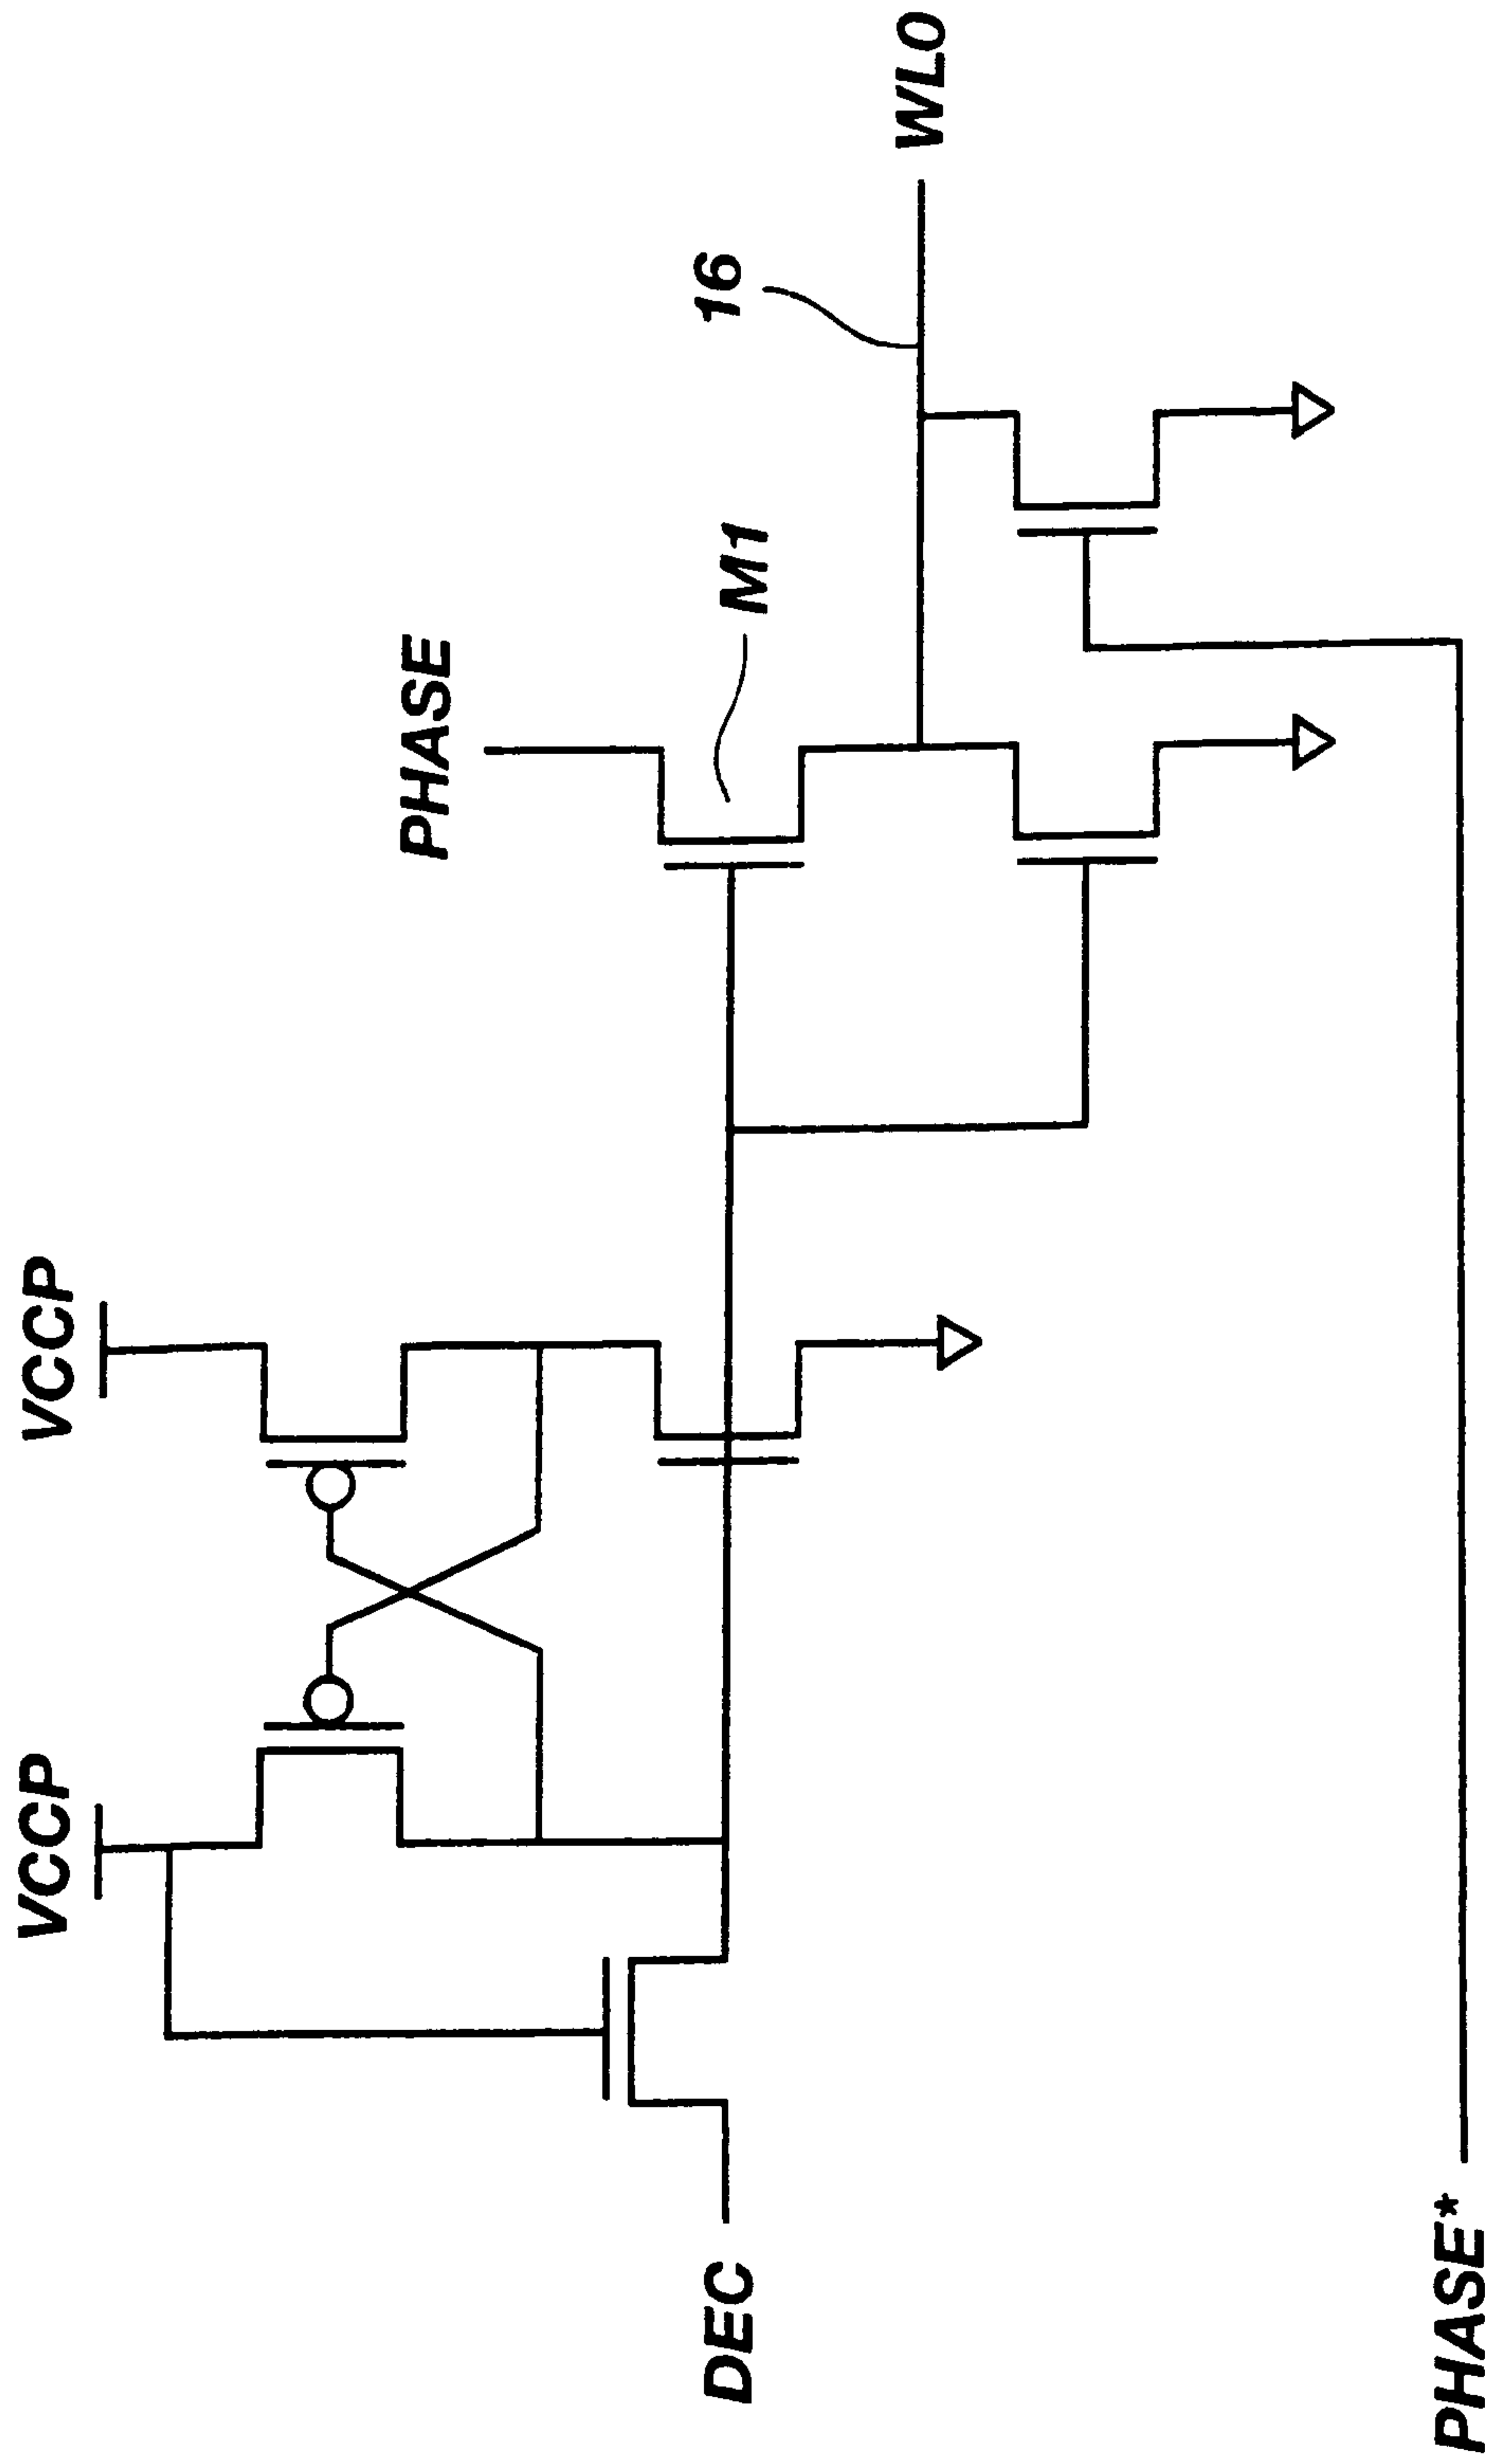 VCCP
VCCP
PHASE
M1
16
WL0
DEC
PHASE*